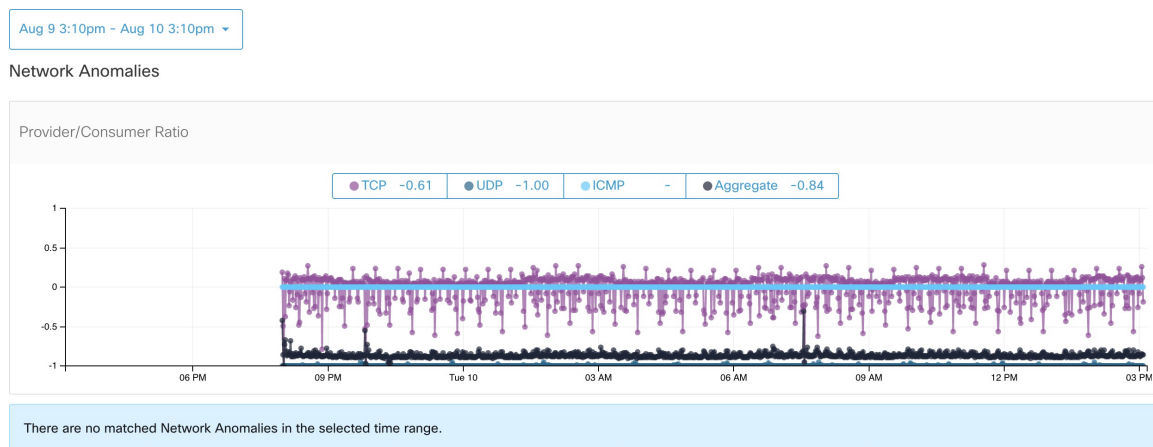 Aug 9 3:10pm - Aug 10 3:10pm
Network Anomalies
Provider/Consumer Ratio
TCP -0.61 UDP -1.00 ICMP - Aggregate -0.84
1
0.5
0
-0.5
-1
06 PM 09 PM Tue 10 03 AM 06 AM 09 AM 12 PM 03 PM
There are no matched Network Anomalies in the selected time range.